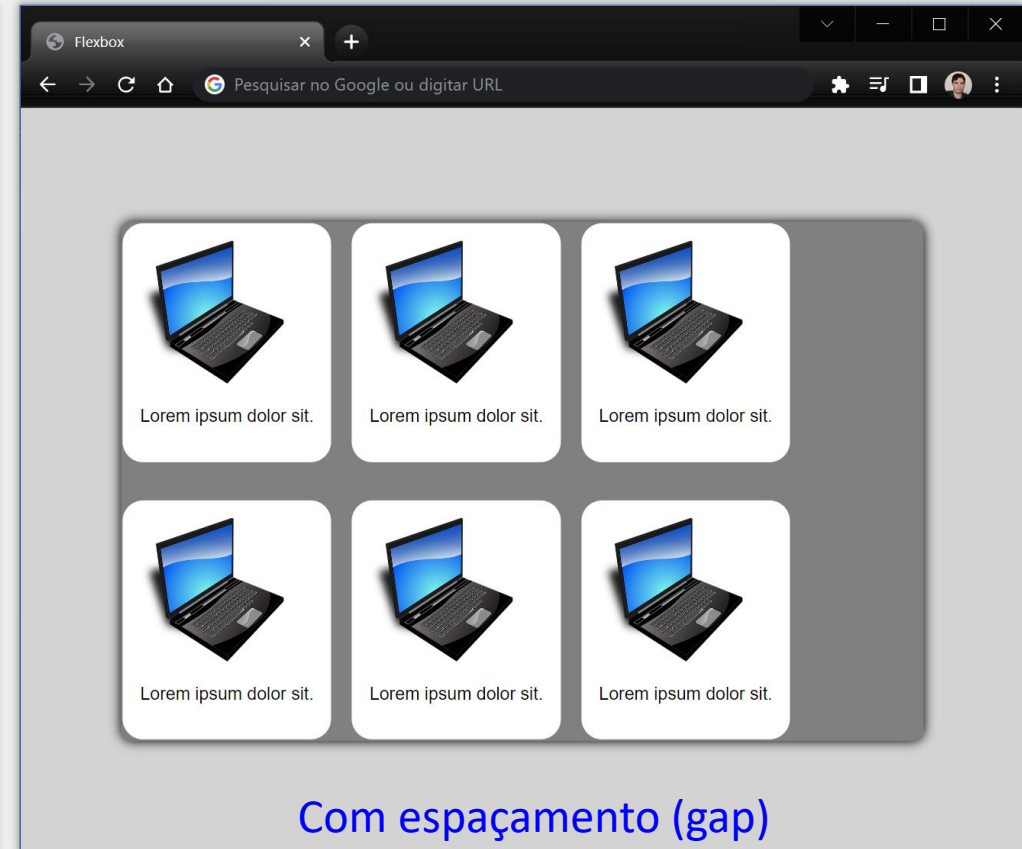 Flexbox
Pesquisar no Google ou digitar URL
Lorem ipsum dolor sit. Lorem ipsum dolor sit. Lorem ipsum dolor sit.
Lorem ipsum dolor sit. Lorem ipsum dolor sit. Lorem ipsum dolor sit.
Com espaçamento (gap)